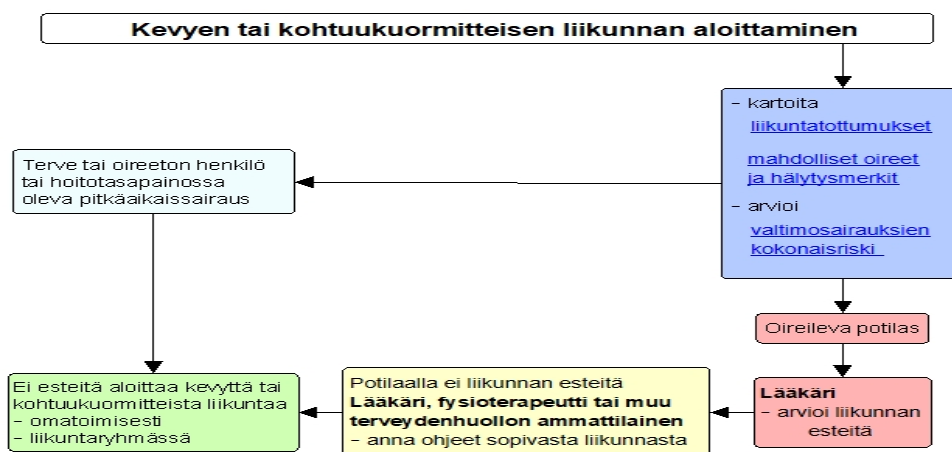 Kevyen tai kohtuukuormitteisen liikunnan aloittaminen
- kartoita
liikuntatottumukset
mahdolliset oireet
ja hälytysmerkit
- arvioi
valtimosairauksien
kokonaisriski
Terve tai oireeton henkilö
tai hoitotasapainossa
oleva pitkäaikaissairaus
Oireileva potilas
Lääkäri
- arvioi liikunnan
esteitä
Potilaalla ei liikunnan esteitä
Lääkäri, fysioterapeutti tai muu
terveydenhuollon ammattilainen
- anna ohjeet sopivasta liikunnasta
Ei esteitä aloittaa kevyttä tai
kohtuukuormitteista liikuntaa
- omatoimisesti
- liikuntaryhmässä